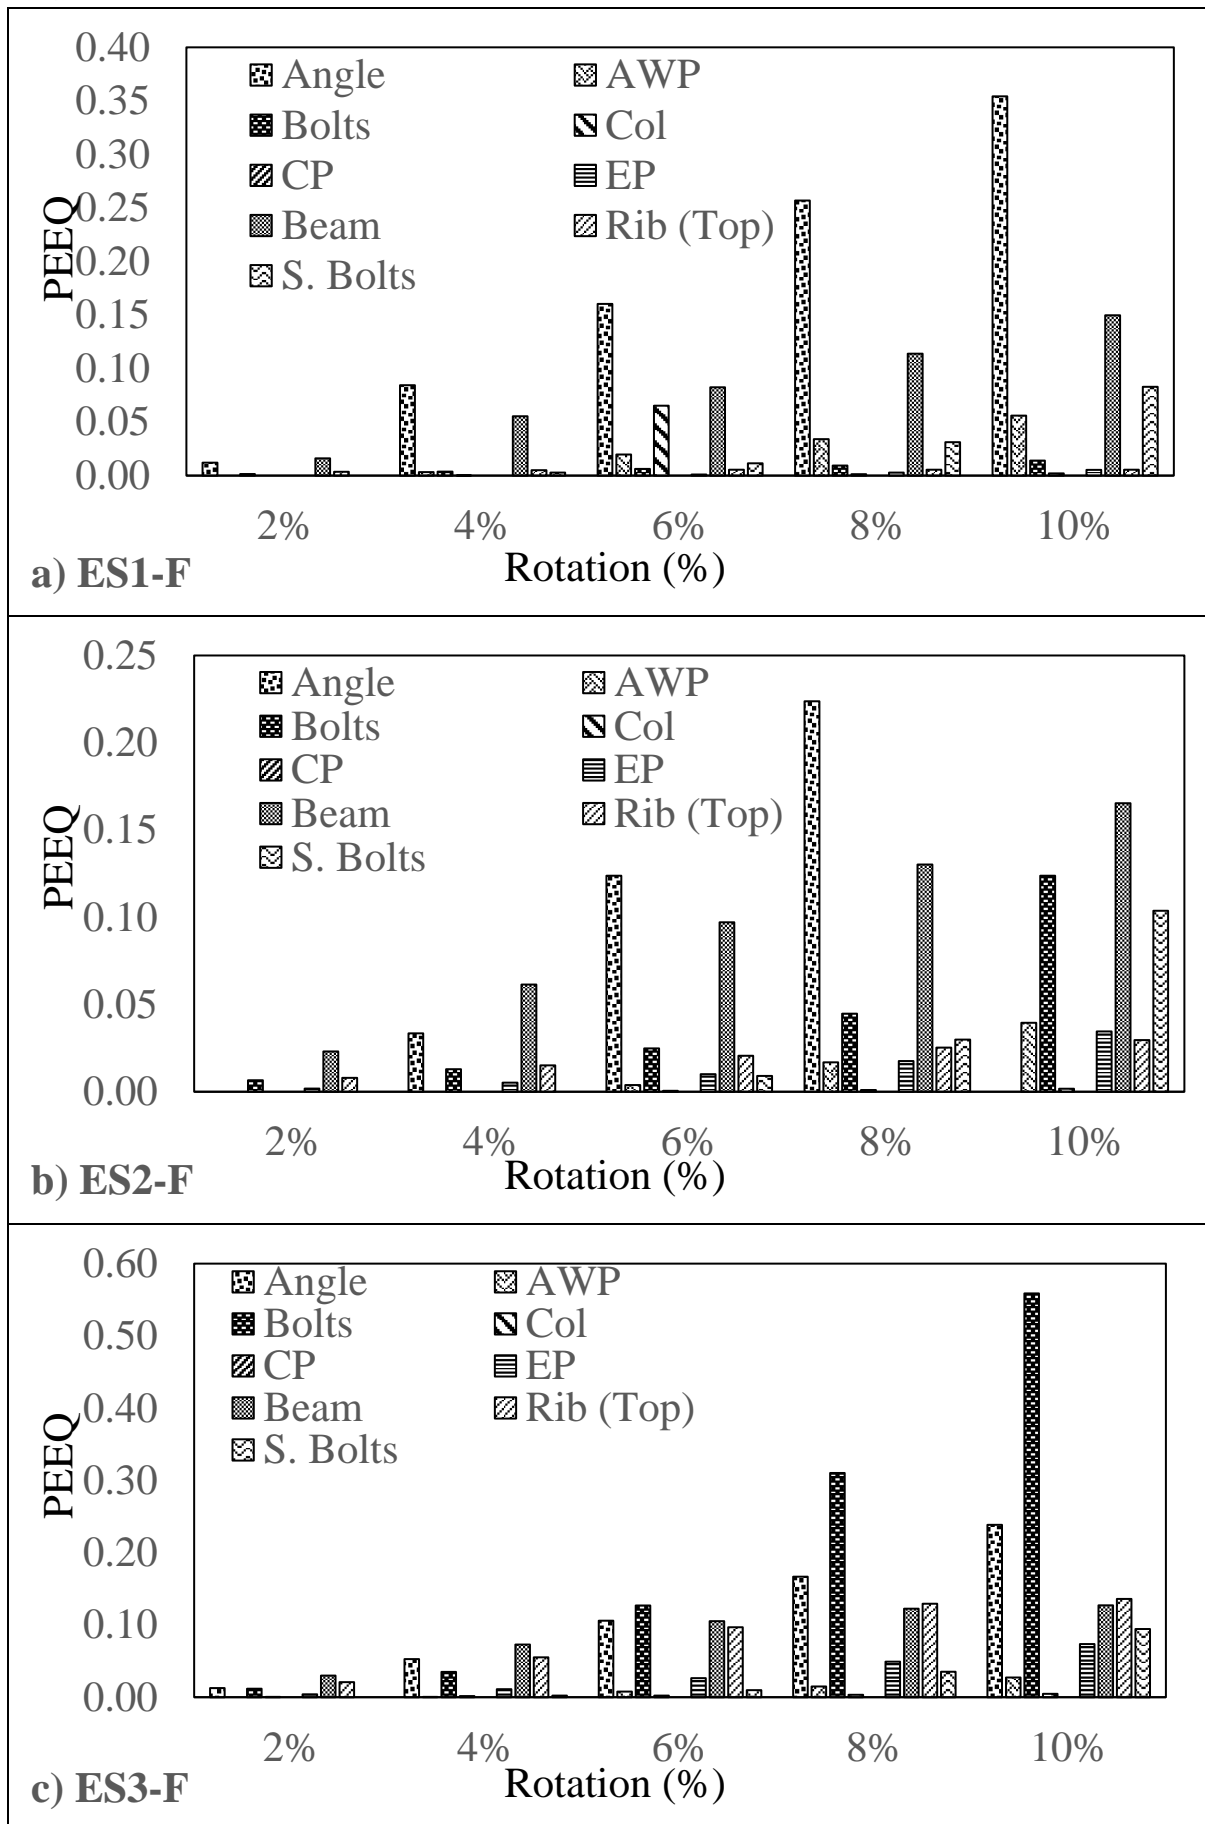 0.40
0.35
0.30
0.25
0.20
0.15
0.10
0.05
0.00
PEEQ
Angle AWP
Bolts Col
CP EP
Beam Rib (Top)
S. Bolts
2% 4% 6% 8% 10%
Rotation (%)
a) ES1-F
0.25
0.20
0.15
0.10
0.05
0.00
PEEQ
Angle AWP
Bolts Col
CP EP
Beam Rib (Top)
S. Bolts
2% 4% 6% 8% 10%
Rotation (%)
b) ES2-F
0.60
0.50
0.40
0.30
0.20
0.10
0.00
PEEQ
Angle AWP
Bolts Col
CP EP
Beam Rib (Top)
S. Bolts
2% 4% 6% 8% 10%
Rotation (%)
c) ES3-F